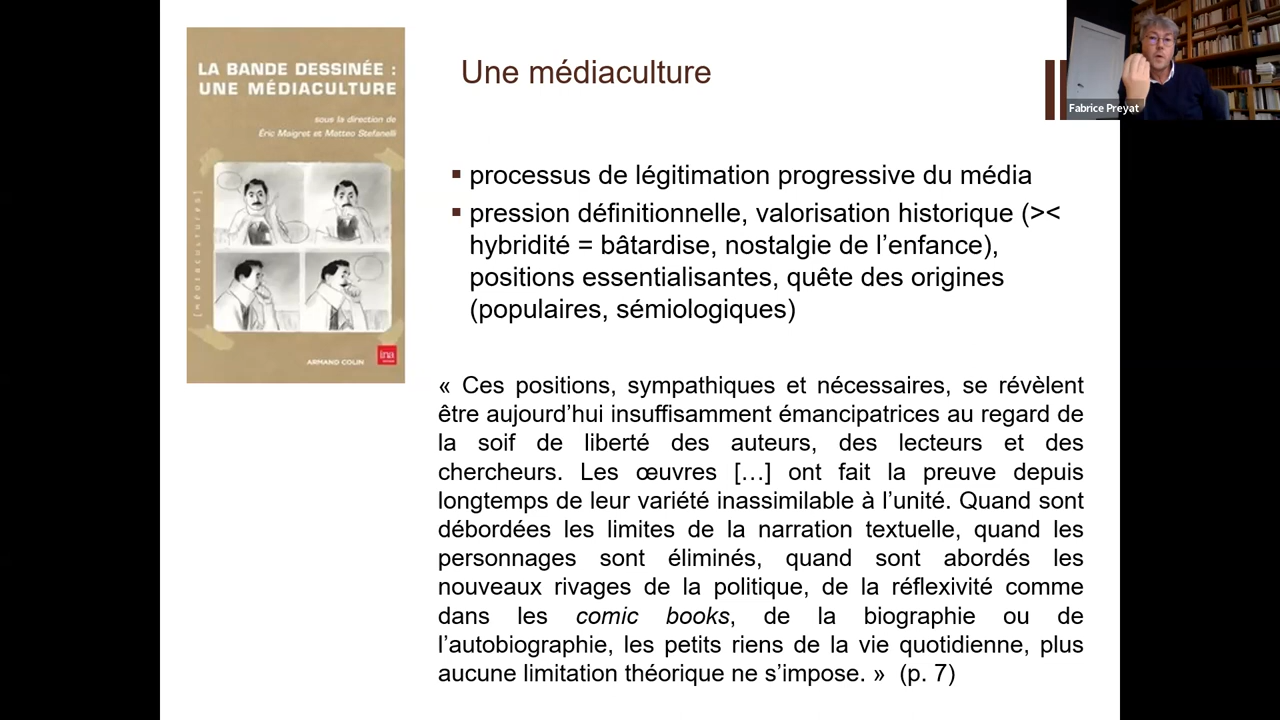 LA BANDE DESSINÉE :
UNE MÉDIACULTURE
sous la direction de
Éric Maigret et Matteo Stefanelli
[MÉDIACULTURES]
ARMAND COLIN
ina
Une médiaculture
Fabrice Preyat
▪ processus de légitimation progressive du média
▪ pression définitionnelle, valorisation historique (><
hybridité = bâtardise, nostalgie de l’enfance),
positions essentialisantes, quête des origines
(populaires, sémiologiques)
« Ces positions, sympathiques et nécessaires, se révèlent
être aujourd’hui insuffisamment émancipatrices au regard de
la soif de liberté des auteurs, des lecteurs et des
chercheurs. Les œuvres […] ont fait la preuve depuis
longtemps de leur variété inassimilable à l’unité. Quand sont
débordées les limites de la narration textuelle, quand les
personnages sont éliminés, quand sont abordés les
nouveaux rivages de la politique, de la réflexivité comme
dans les comic books, de la biographie ou de
l’autobiographie, les petits riens de la vie quotidienne, plus
aucune limitation théorique ne s’impose. » (p. 7)